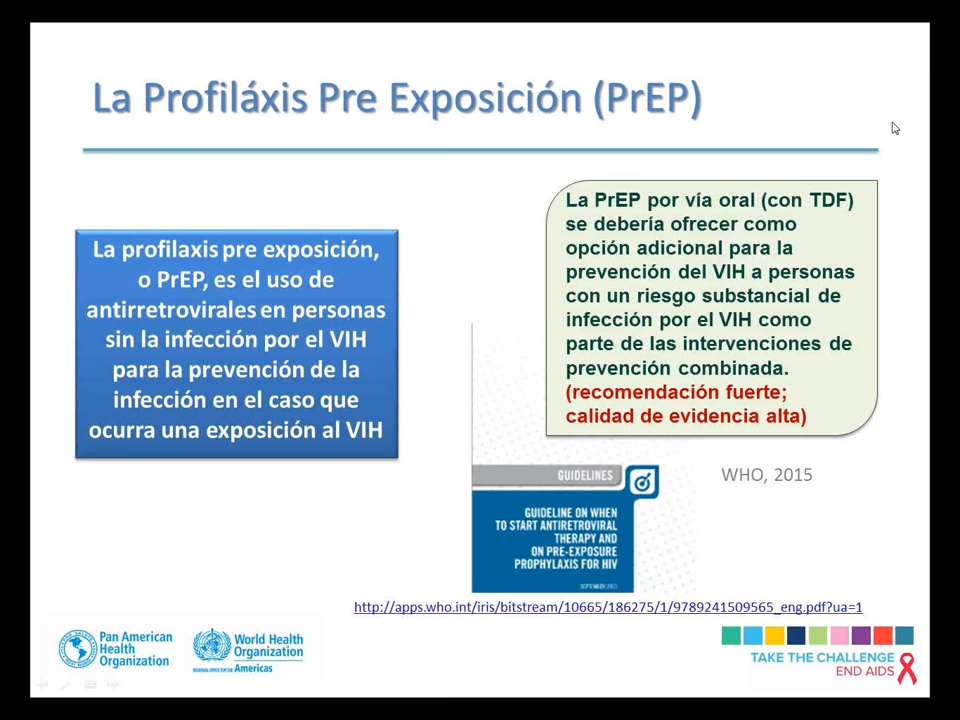 La Profiláxis Pre Exposición (PrEP)
La profilaxis pre exposición,
o PrEP, es el uso de
antirretrovirales en personas
sin la infección por el VIH
para la prevención de la
infección en el caso que
ocurra una exposición al VIH
La PrEP por vía oral (con TDF)
se debería ofrecer como
opción adicional para la
prevención del VIH a personas
con un riesgo substancial de
infección por el VIH como
parte de las intervenciones de
prevención combinada.
(recomendación fuerte;
calidad de evidencia alta)
WHO, 2015
GUIDELINES
GUIDELINE ON WHEN
TO START ANTIRETROVIRAL
THERAPY AND
ON PRE-EXPOSURE
PROPHYLAXIS FOR HIV
SEPTEMBER 2015
http://apps.who.int/iris/bitstream/10665/186275/1/9789241509565_eng.pdf?ua=1
Pan American
Health
Organization
World Health
Organization
REGIONAL OFFICE FOR THE Americas
TAKE THE CHALLENGE
END AIDS